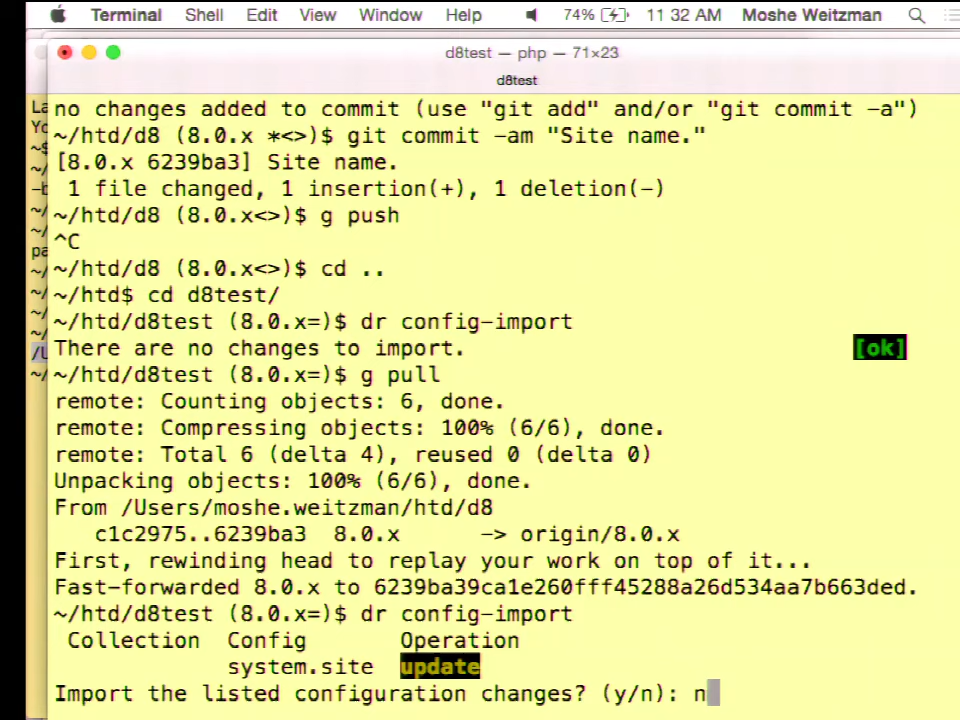 Terminal Shell Edit View Window Help 74% 11 32 AM Moshe Weitzman
d8test — php — 71×23
d8test
no changes added to commit (use "git add" and/or "git commit -a")
~/htd/d8 (8.0.x *<>)$ git commit -am "Site name."
[8.0.x 6239ba3] Site name.
1 file changed, 1 insertion(+), 1 deletion(-)
~/htd/d8 (8.0.x<>)$ g push
^C
~/htd/d8 (8.0.x<>)$ cd ..
~/htd$ cd d8test/
~/htd/d8test (8.0.x=)$ dr config-import
There are no changes to import. [ok]
~/htd/d8test (8.0.x=)$ g pull
remote: Counting objects: 6, done.
remote: Compressing objects: 100% (6/6), done.
remote: Total 6 (delta 4), reused 0 (delta 0)
Unpacking objects: 100% (6/6), done.
From /Users/moshe.weitzman/htd/d8
c1c2975..6239ba3 8.0.x -> origin/8.0.x
First, rewinding head to replay your work on top of it...
Fast-forwarded 8.0.x to 6239ba39ca1e260fff45288a26d534aa7b663ded.
~/htd/d8test (8.0.x=)$ dr config-import
Collection Config Operation
system.site update
Import the listed configuration changes? (y/n): n